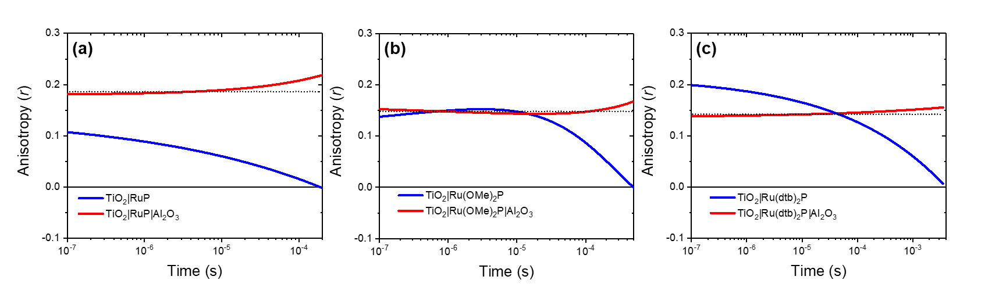 (a)
0.3
0.2
0.1
0.0
-0.1
Anisotropy (r)
TiO₂|RuP
TiO₂|RuP|Al₂O₃
10⁻⁷ 10⁻⁶ 10⁻⁵ 10⁻⁴
Time (s)
(b)
0.3
0.2
0.1
0.0
-0.1
Anisotropy (r)
TiO₂|Ru(OMe)₂P
TiO₂|Ru(OMe)₂P|Al₂O₃
10⁻⁷ 10⁻⁶ 10⁻⁵ 10⁻⁴
Time (s)
(c)
0.3
0.2
0.1
0.0
-0.1
Anisotropy (r)
TiO₂|Ru(dtb)₂P
TiO₂|Ru(dtb)₂P|Al₂O₃
10⁻⁷ 10⁻⁶ 10⁻⁵ 10⁻⁴ 10⁻³
Time (s)